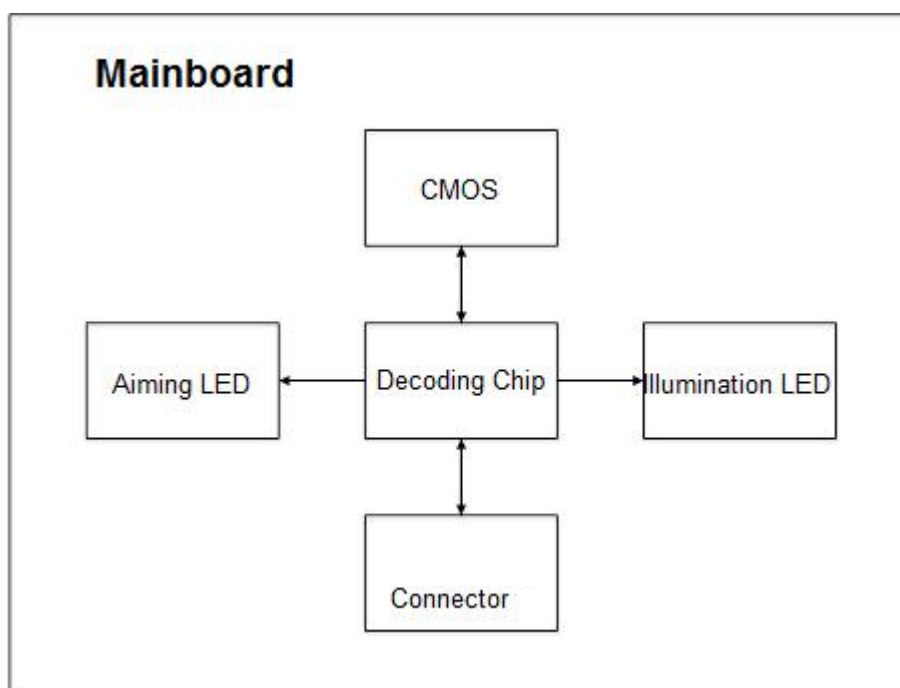 Mainboard
CMOS
Aiming LED
Decoding Chip
Illumination LED
Connector